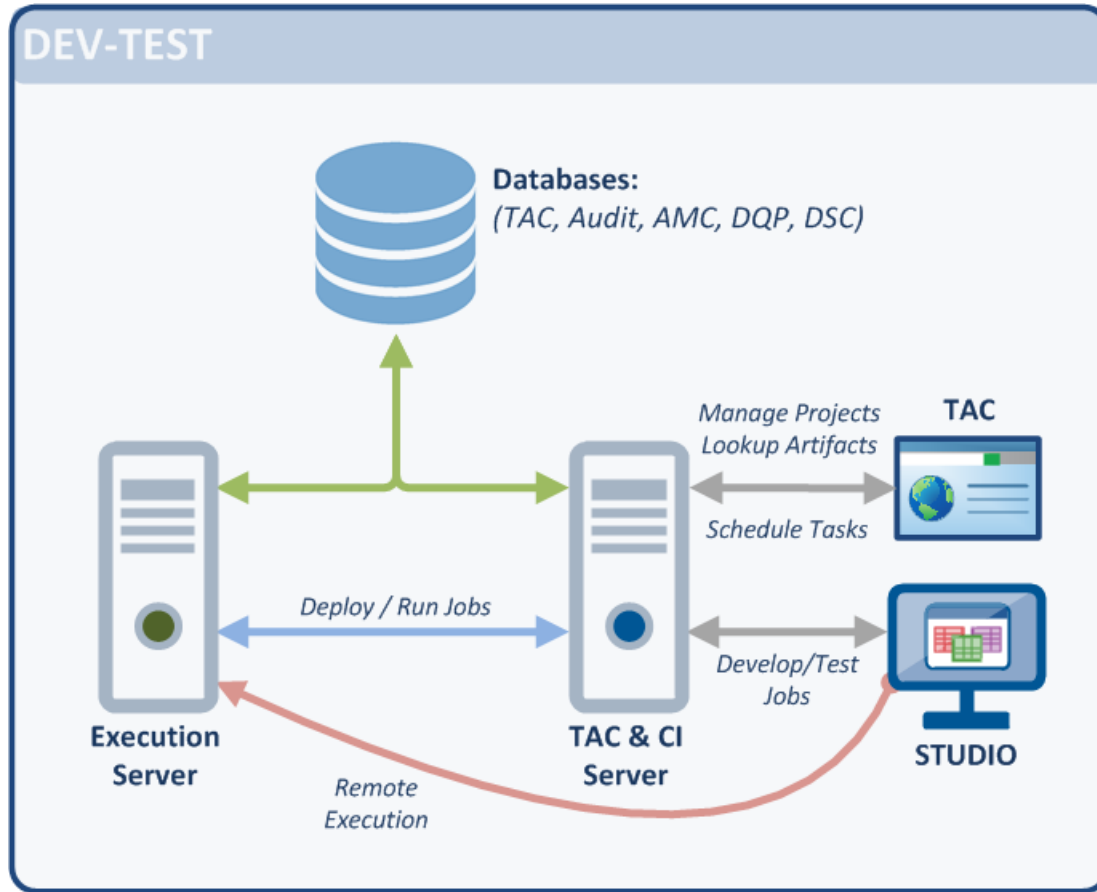 DEV-TEST
Databases:
(TAC, Audit, AMC, DQP, DSC)
Manage Projects
Lookup Artifacts
TAC
Schedule Tasks
Deploy / Run Jobs
Develop/Test
Jobs
Execution
Server
TAC & CI
Server
STUDIO
Remote
Execution